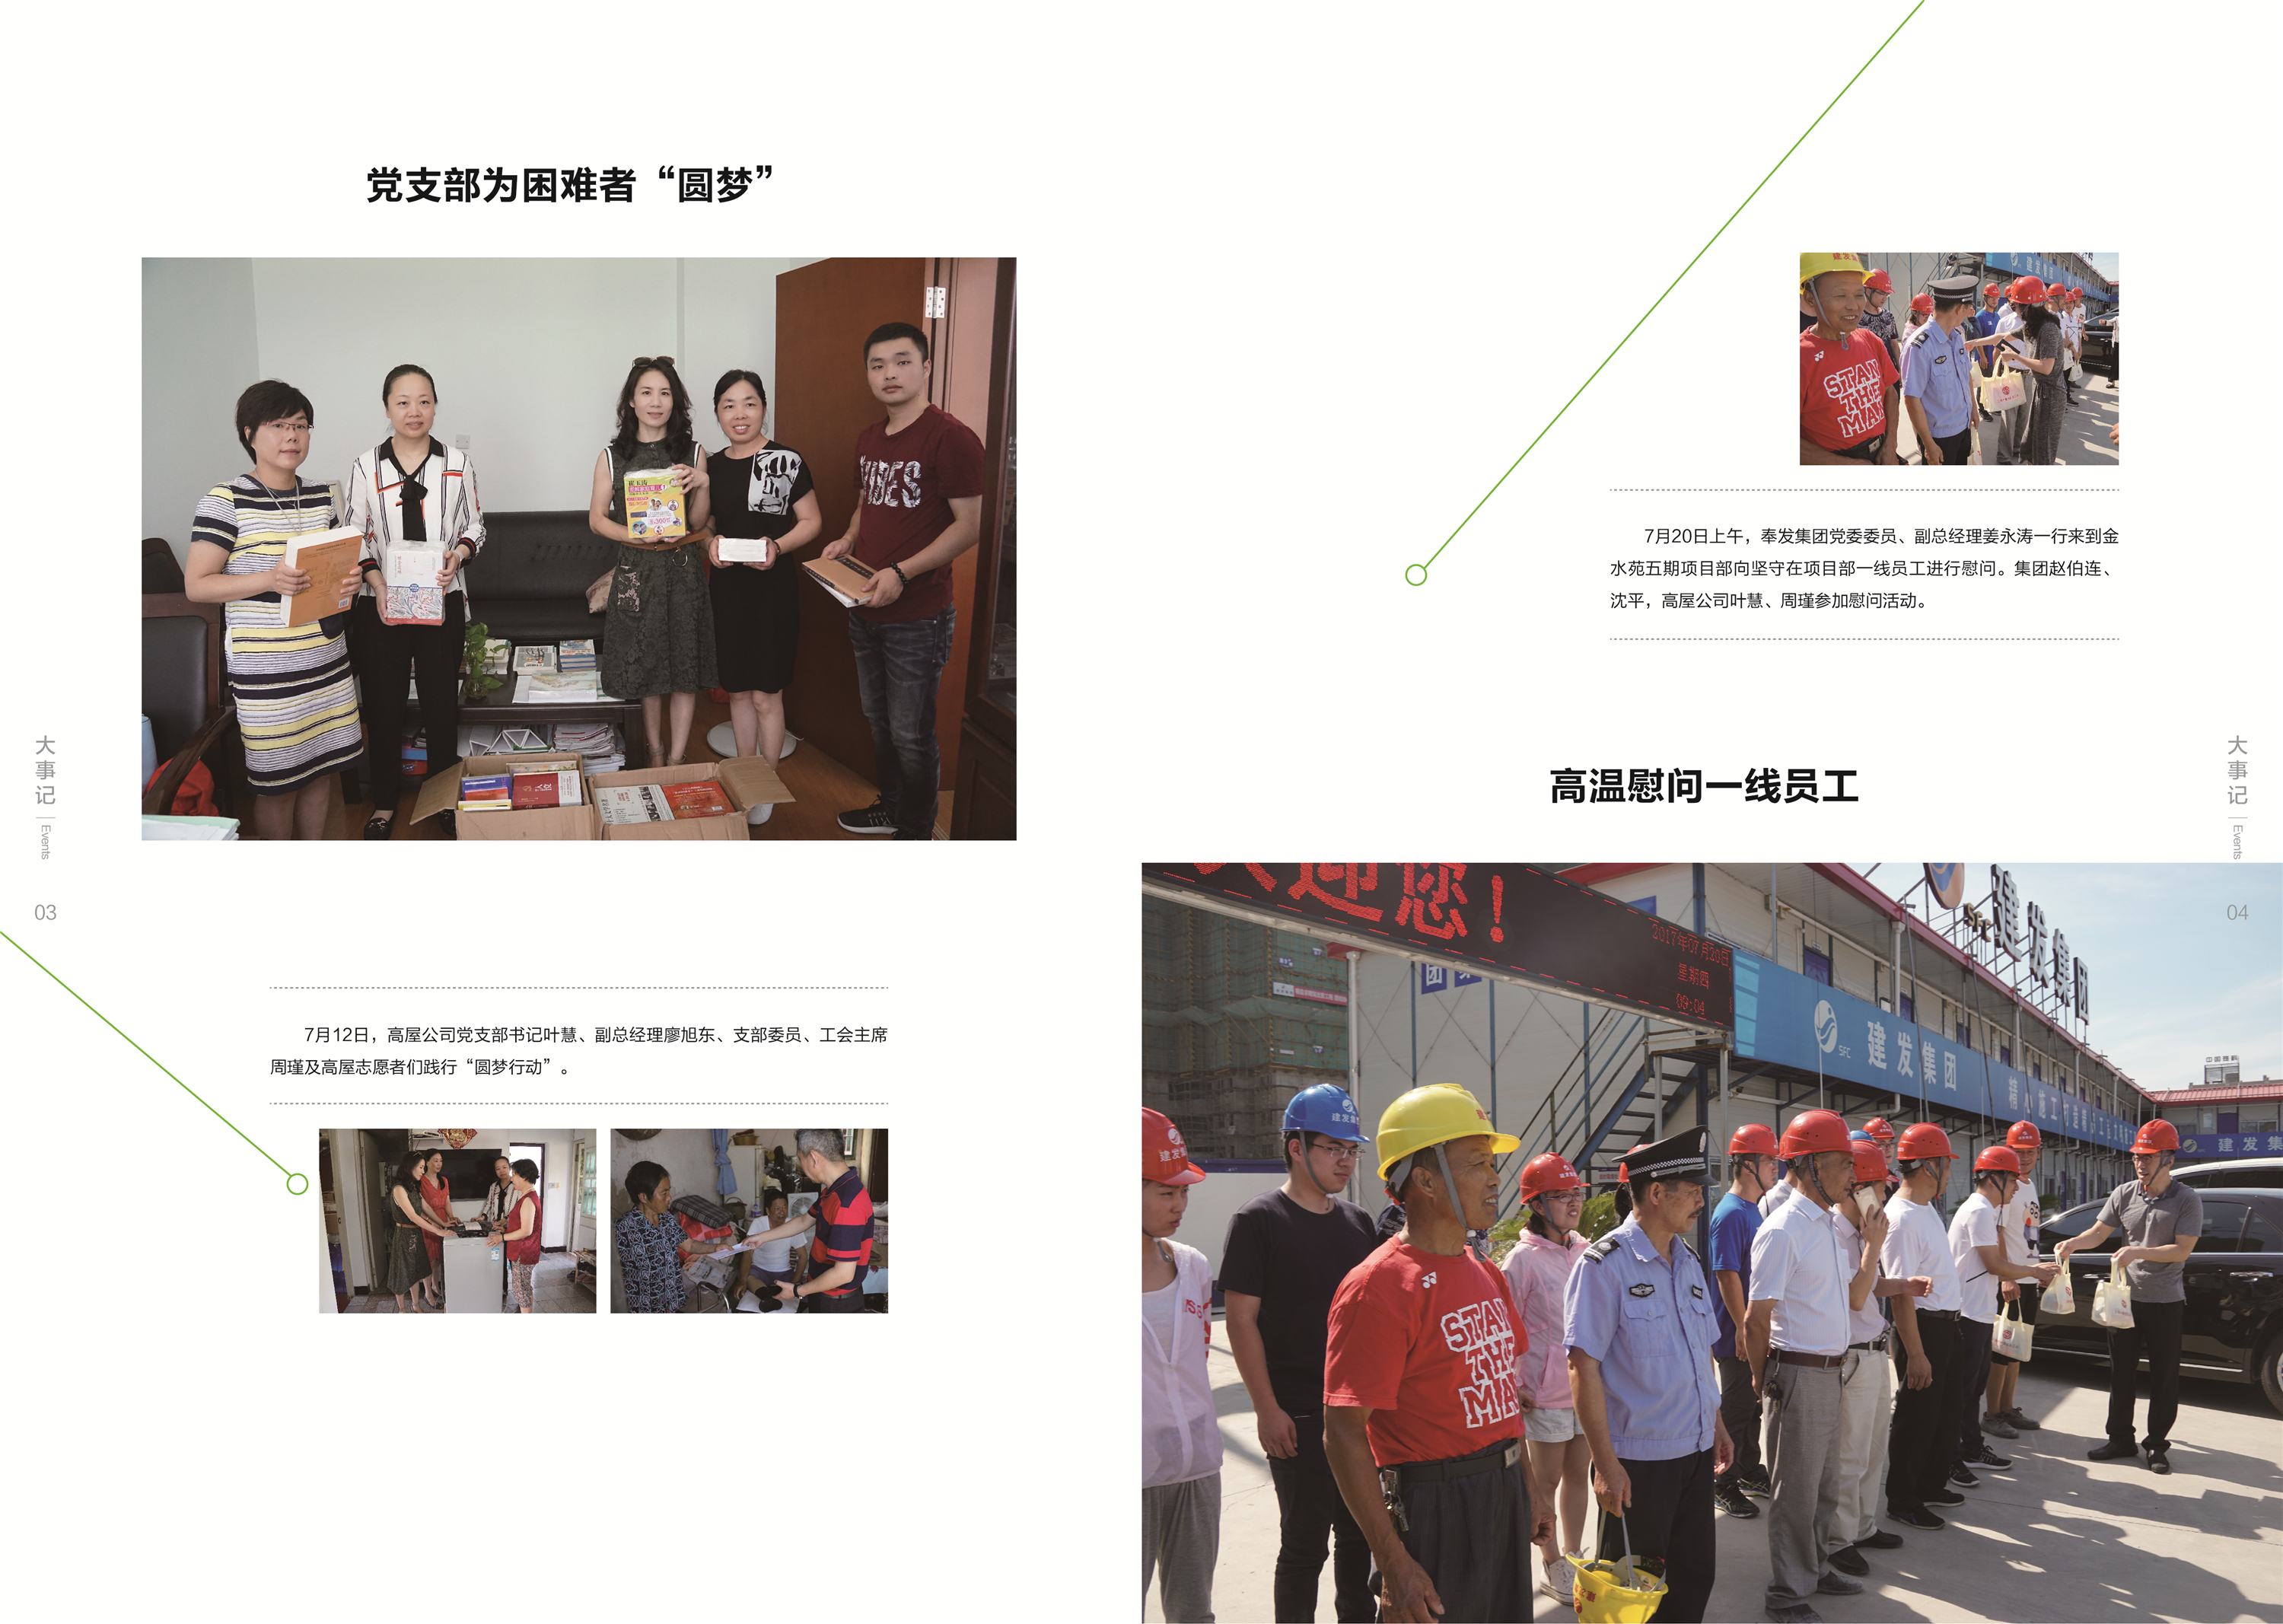 党支部为困难者“圆梦”
7月12日，高屋公司党支部书记叶慧、副总经理廖旭东、支部委员、工会主席
周瑾及高屋志愿者们践行“圆梦行动”。
大事记
Events
03
建发集团
STAN
THE
MA
7月20日上午，奉发集团党委委员、副总经理姜永涛一行来到金
水苑五期项目部向坚守在项目部一线员工进行慰问。集团赵伯连、
沈平，高屋公司叶慧、周瑾参加慰问活动。
高温慰问一线员工
迎您！
2017年07月20日
星期四
09:04
SFC 建发集团
SFC 建发集团
建发集
STAN
THE
MA
大事记
Events
04